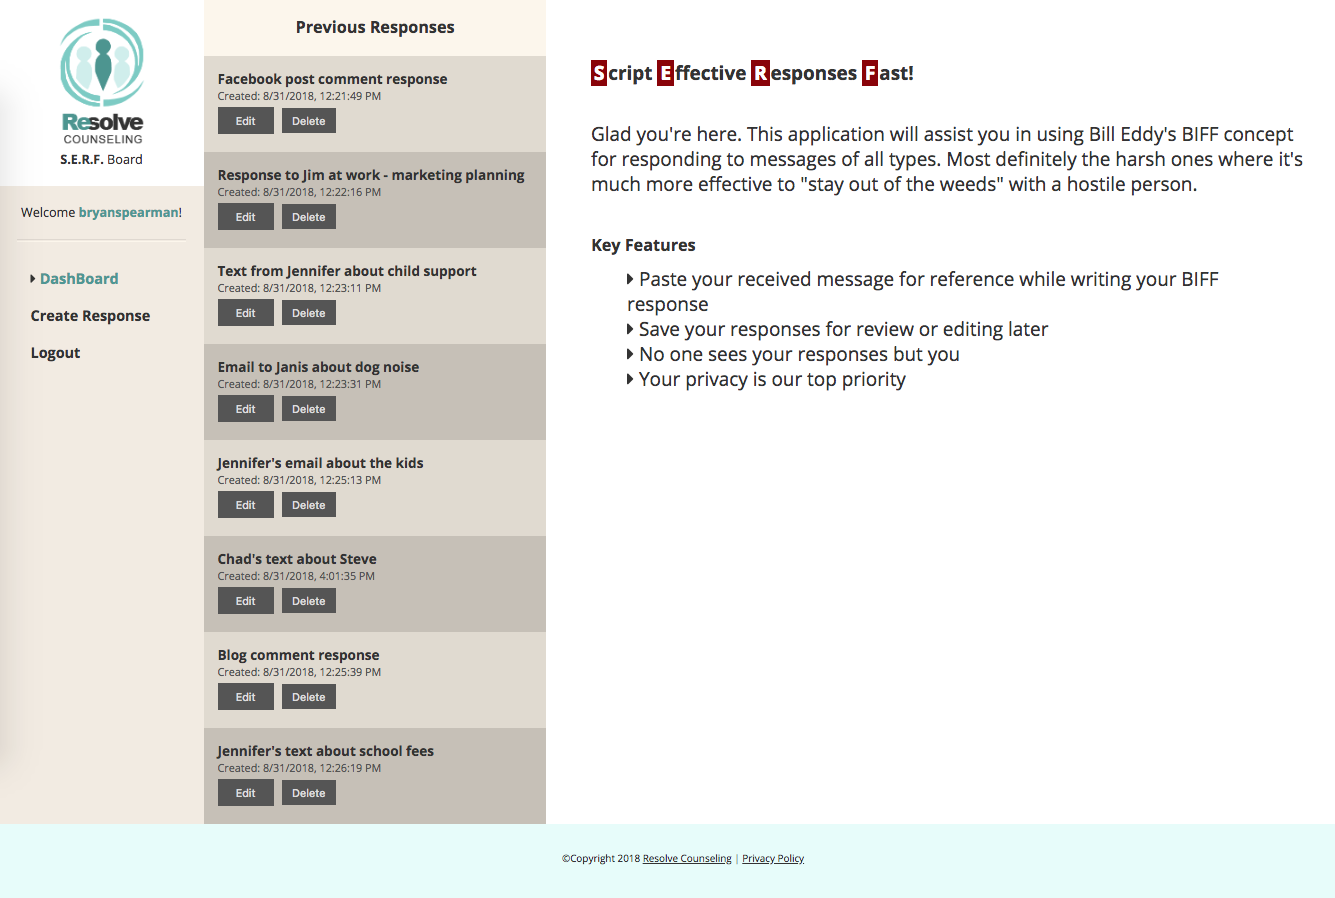 Resolve
COUNSELING
S.E.R.F. Board
Welcome bryanspearman!
DashBoard
Create Response
Logout
Previous Responses
Facebook post comment response
Created: 8/31/2018, 12:21:49 PM
Edit Delete
Response to Jim at work - marketing planning
Created: 8/31/2018, 12:22:16 PM
Edit Delete
Text from Jennifer about child support
Created: 8/31/2018, 12:23:11 PM
Edit Delete
Email to Janis about dog noise
Created: 8/31/2018, 12:23:31 PM
Edit Delete
Jennifer's email about the kids
Created: 8/31/2018, 12:25:13 PM
Edit Delete
Chad's text about Steve
Created: 8/31/2018, 4:01:35 PM
Edit Delete
Blog comment response
Created: 8/31/2018, 12:25:39 PM
Edit Delete
Jennifer's text about school fees
Created: 8/31/2018, 12:26:19 PM
Edit Delete
Script Effective Responses Fast!
Glad you're here. This application will assist you in using Bill Eddy's BIFF concept
for responding to messages of all types. Most definitely the harsh ones where it's
much more effective to "stay out of the weeds" with a hostile person.
Key Features
Paste your received message for reference while writing your BIFF
response
Save your responses for review or editing later
No one sees your responses but you
Your privacy is our top priority
©Copyright 2018 Resolve Counseling | Privacy Policy